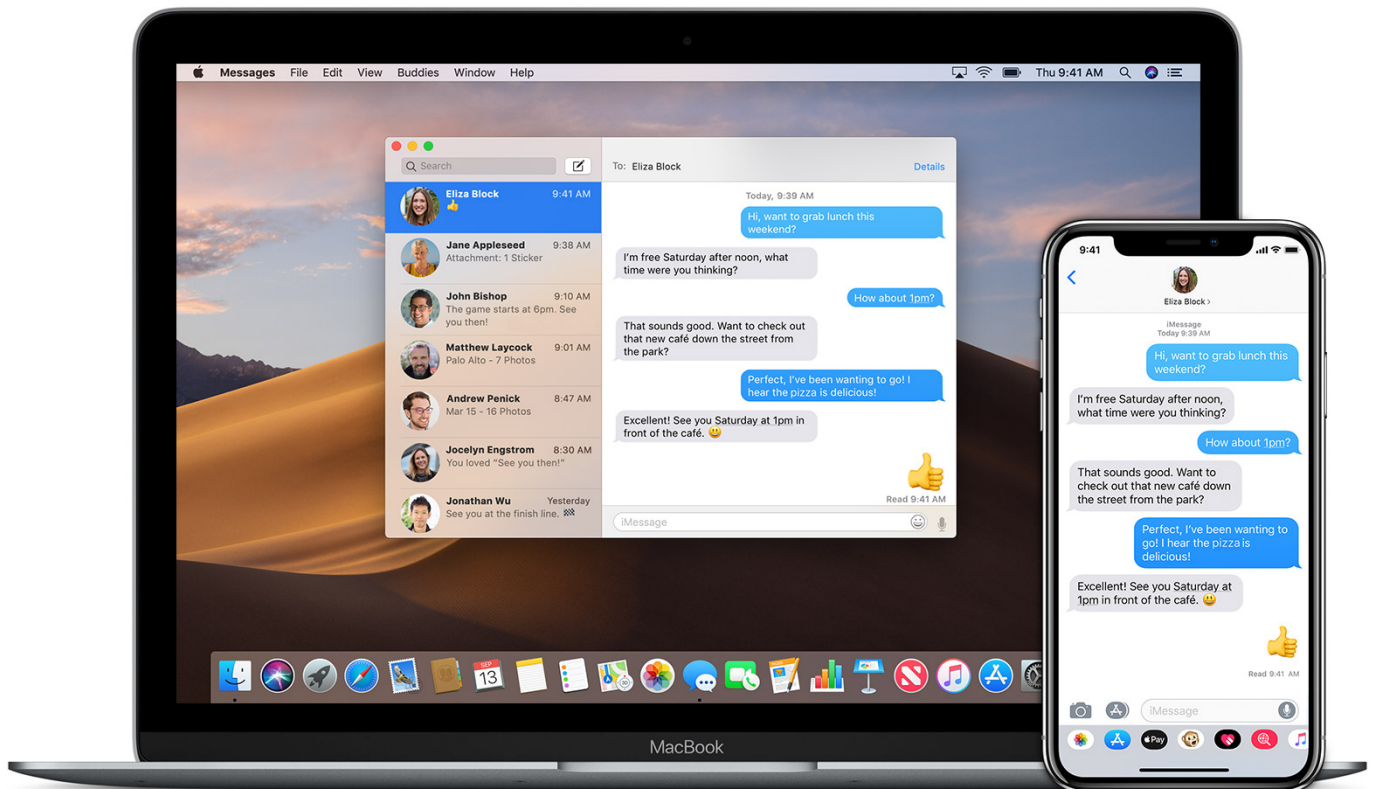 Messages File Edit View Buddies Window Help Thu 9:41 AM
Search
Eliza Block 9:41 AM
👍
Jane Appleseed 9:38 AM
Attachment: 1 Sticker
John Bishop 9:10 AM
The game starts at 6pm. See
you then!
Matthew Laycock 9:01 AM
Palo Alto - 7 Photos
Andrew Penick 8:47 AM
Mar 15 - 16 Photos
Jocelyn Engstrom 8:30 AM
You loved “See you then!”
Jonathan Wu Yesterday
See you at the finish line. 🏁
To: Eliza Block Details
Today, 9:39 AM
Hi, want to grab lunch this
weekend?
I’m free Saturday after noon, what
time were you thinking?
How about 1pm?
That sounds good. Want to check out
that new café down the street from
the park?
Perfect, I’ve been wanting to go! I
hear the pizza is delicious!
Excellent! See you Saturday at 1pm in
front of the café. 😀
👍
Read 9:41 AM
iMessage
SEP
13
MacBook
9:41
Eliza Block >
iMessage
Today 9:39 AM
Hi, want to grab lunch this
weekend?
I’m free Saturday after noon,
what time were you thinking?
How about 1pm?
That sounds good. Want to
check out that new café down
the street from the park?
Perfect, I’ve been wanting to
go! I hear the pizza is
delicious!
Excellent! See you Saturday at
1pm in front of the café. 😀
👍
Read 9:41 AM
iMessage
Pay